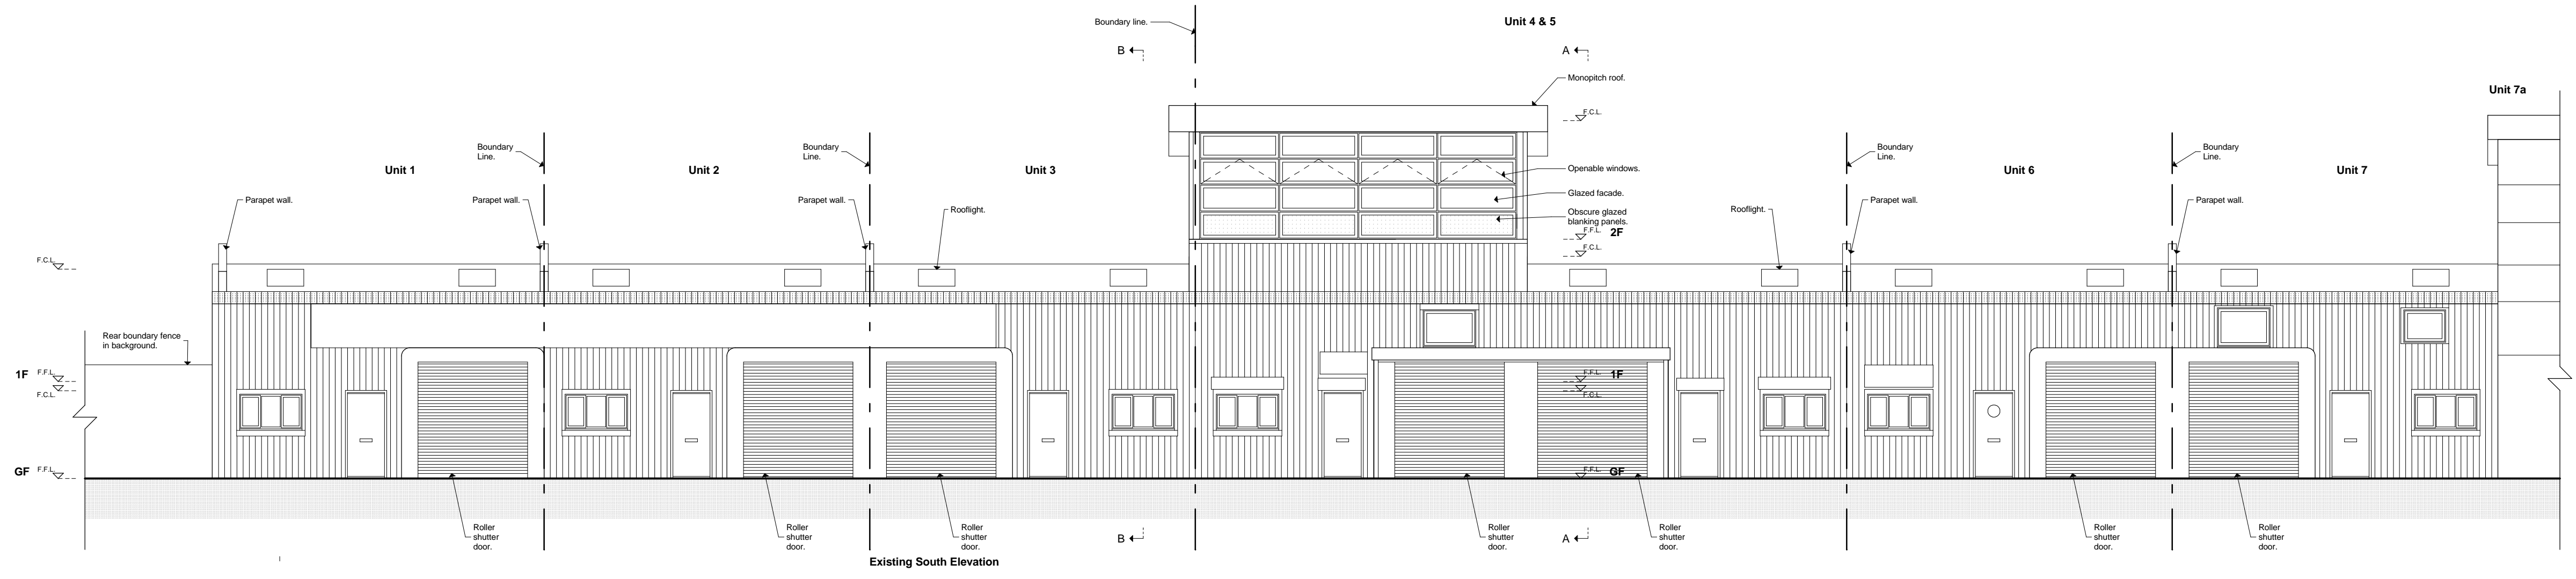 Boundary line.
Unit 4 & 5
B
A
Monopitch roof.
Unit 7a
F.C.L.
Boundary
Line.
Boundary
Line.
Boundary
Line.
Boundary
Line.
Unit 1
Unit 2
Unit 3
Openable windows.
Unit 6
Unit 7
Glazed facade.
Parapet wall.
Parapet wall.
Parapet wall.
Rooflight.
Obscure glazed
blanking panels.
Rooflight.
Parapet wall.
Parapet wall.
F.F.L.
2F
F.C.L.
F.C.L.
Rear boundary fence
in background.
1F
F.F.L.
F.C.L.
F.F.L.
1F
F.C.L.
GF
F.F.L.
F.F.L.
GF
Roller
shutter
door.
Roller
shutter
door.
Roller
shutter
door.
Roller
shutter
door.
Roller
shutter
door.
Roller
shutter
door.
Roller
shutter
door.
B
A
Existing South Elevation